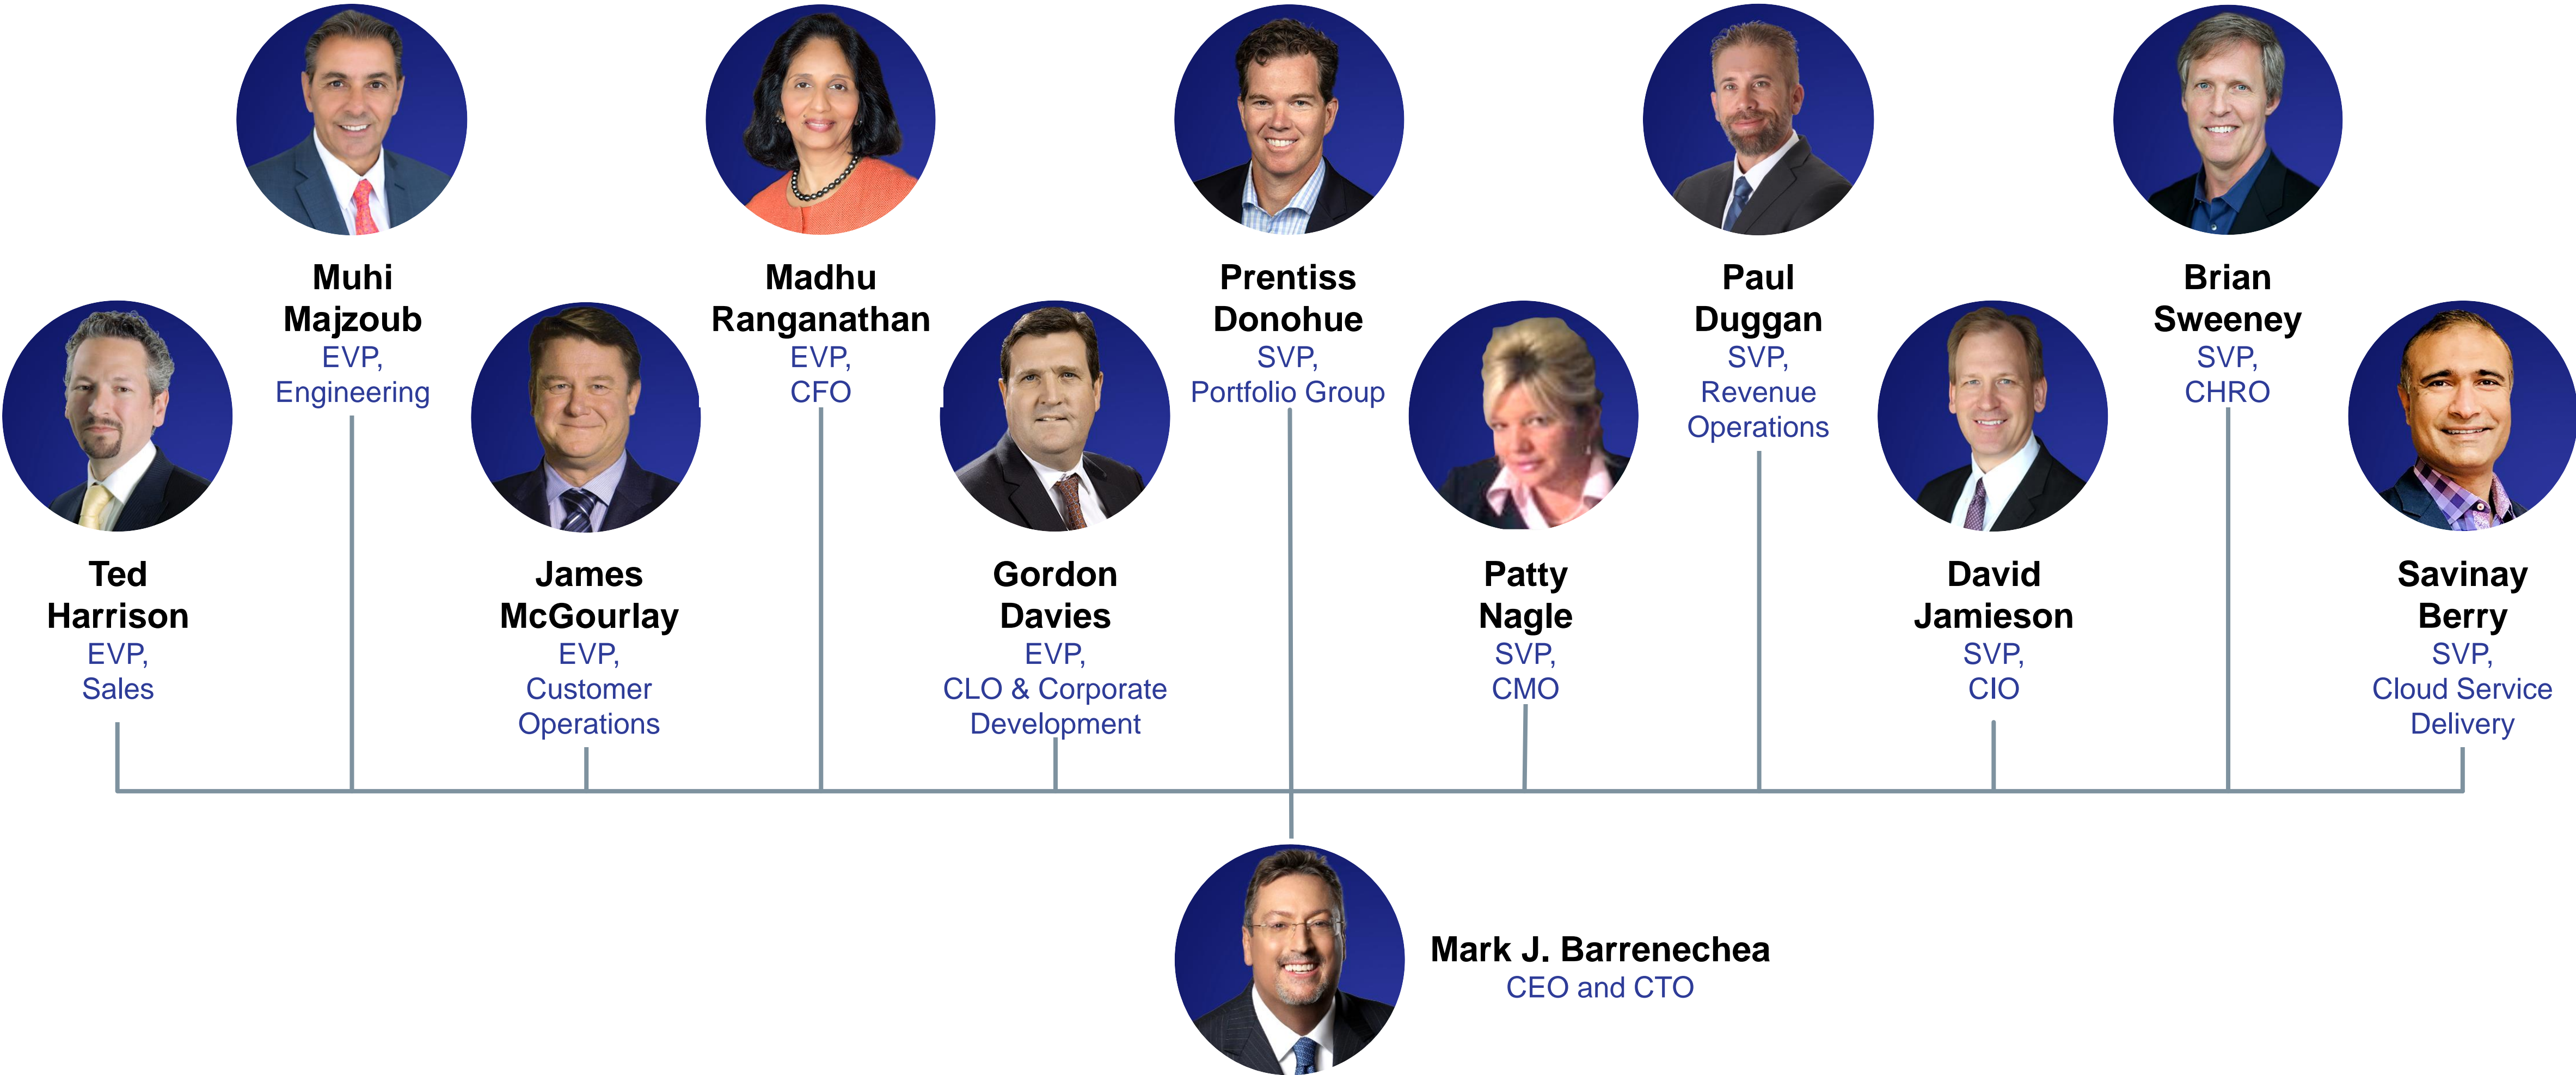 Muhi
Majzoub
EVP,
Engineering
Madhu
Ranganathan
EVP,
CFO
Prentiss
Donohue
SVP,
Portfolio Group
Paul
Duggan
SVP,
Revenue
Operations
Brian
Sweeney
SVP,
CHRO
Ted
Harrison
EVP,
Sales
James
McGourlay
EVP,
Customer
Operations
Gordon
Davies
EVP,
CLO & Corporate
Development
Patty
Nagle
SVP,
CMO
David
Jamieson
SVP,
CIO
Savinay
Berry
SVP,
Cloud Service
Delivery
Mark J. Barrenechea
CEO and CTO